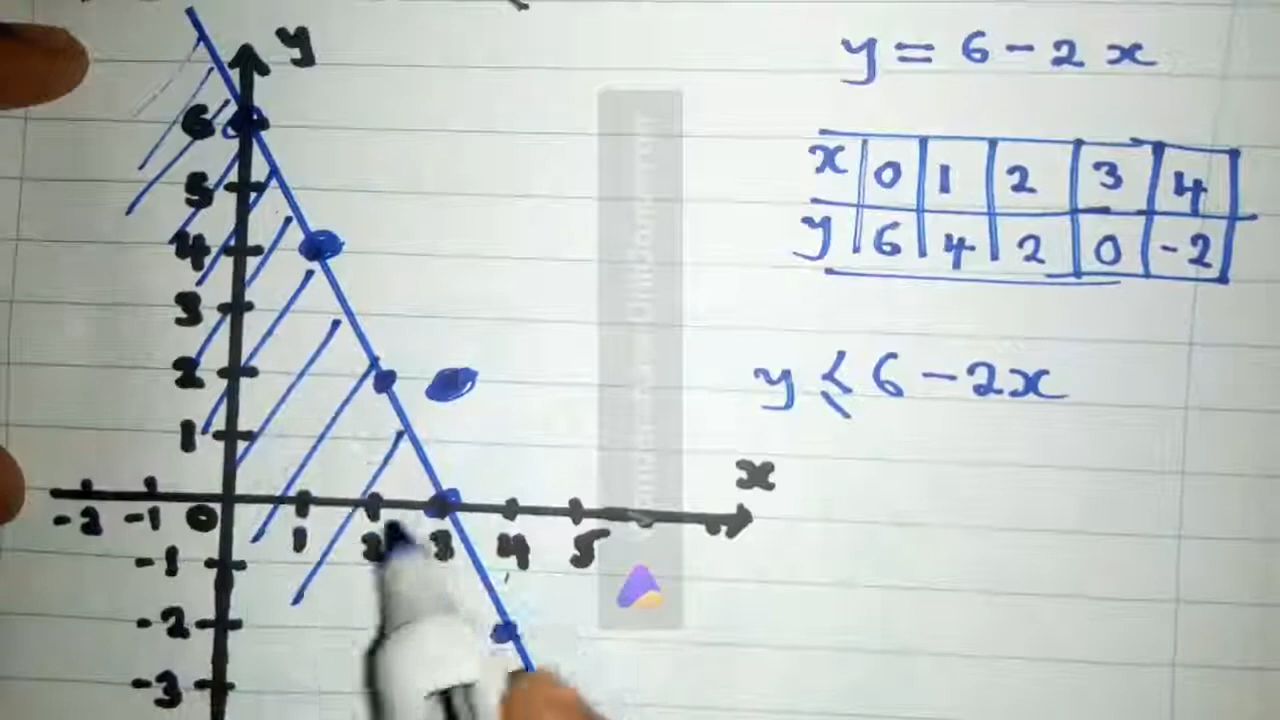 y = 6 - 2x
x 0 1 2 3 4
y 6 4 2 0 -2
y ≤ 6 - 2x
y
6
5
4
3
2
1
x
-2 -1 0 1 2 3 4 5
-1
-2
-3